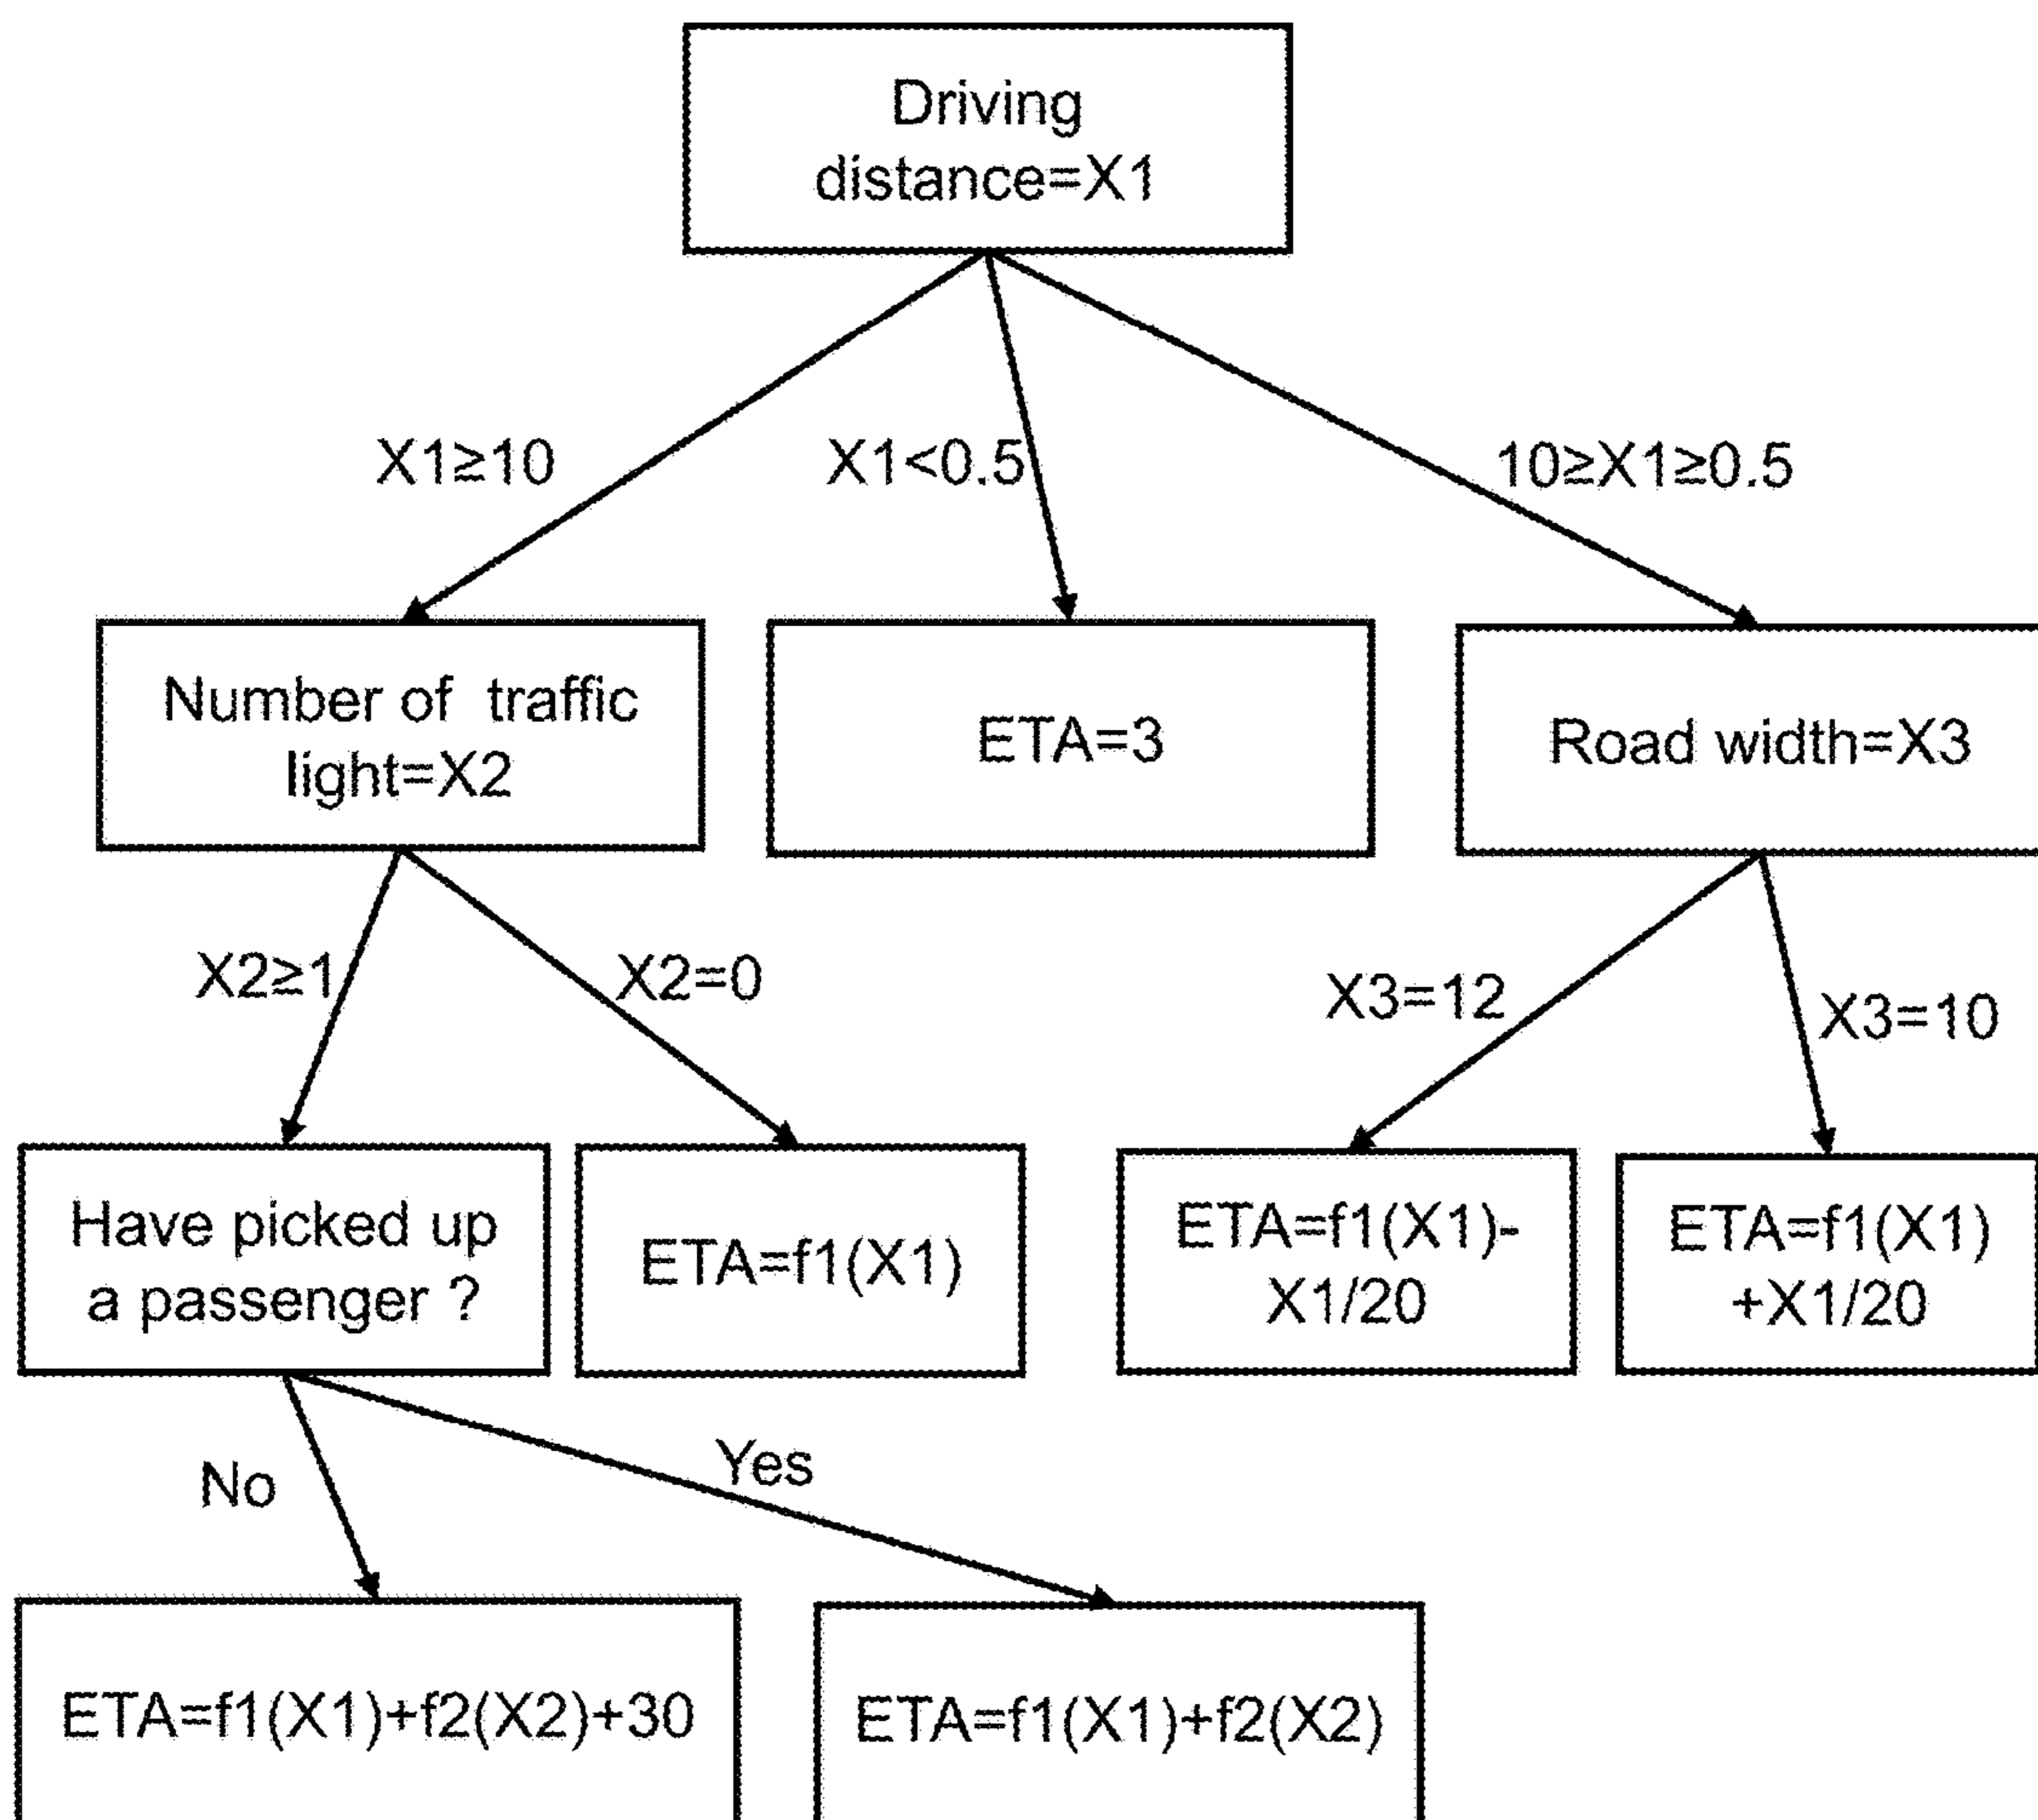 Driving
distance=X1
X1≥10
X1<0.5
10≥X1≥0.5
Number of traffic
light=X2
ETA=3
Road width=X3
X2≥1
X2=0
X3=12
X3=10
Have picked up
a passenger ?
ETA=f1(X1)
ETA=f1(X1)-
X1/20
ETA=f1(X1)
+X1/20
No
Yes
ETA=f1(X1)+f2(X2)+30
ETA=f1(X1)+f2(X2)